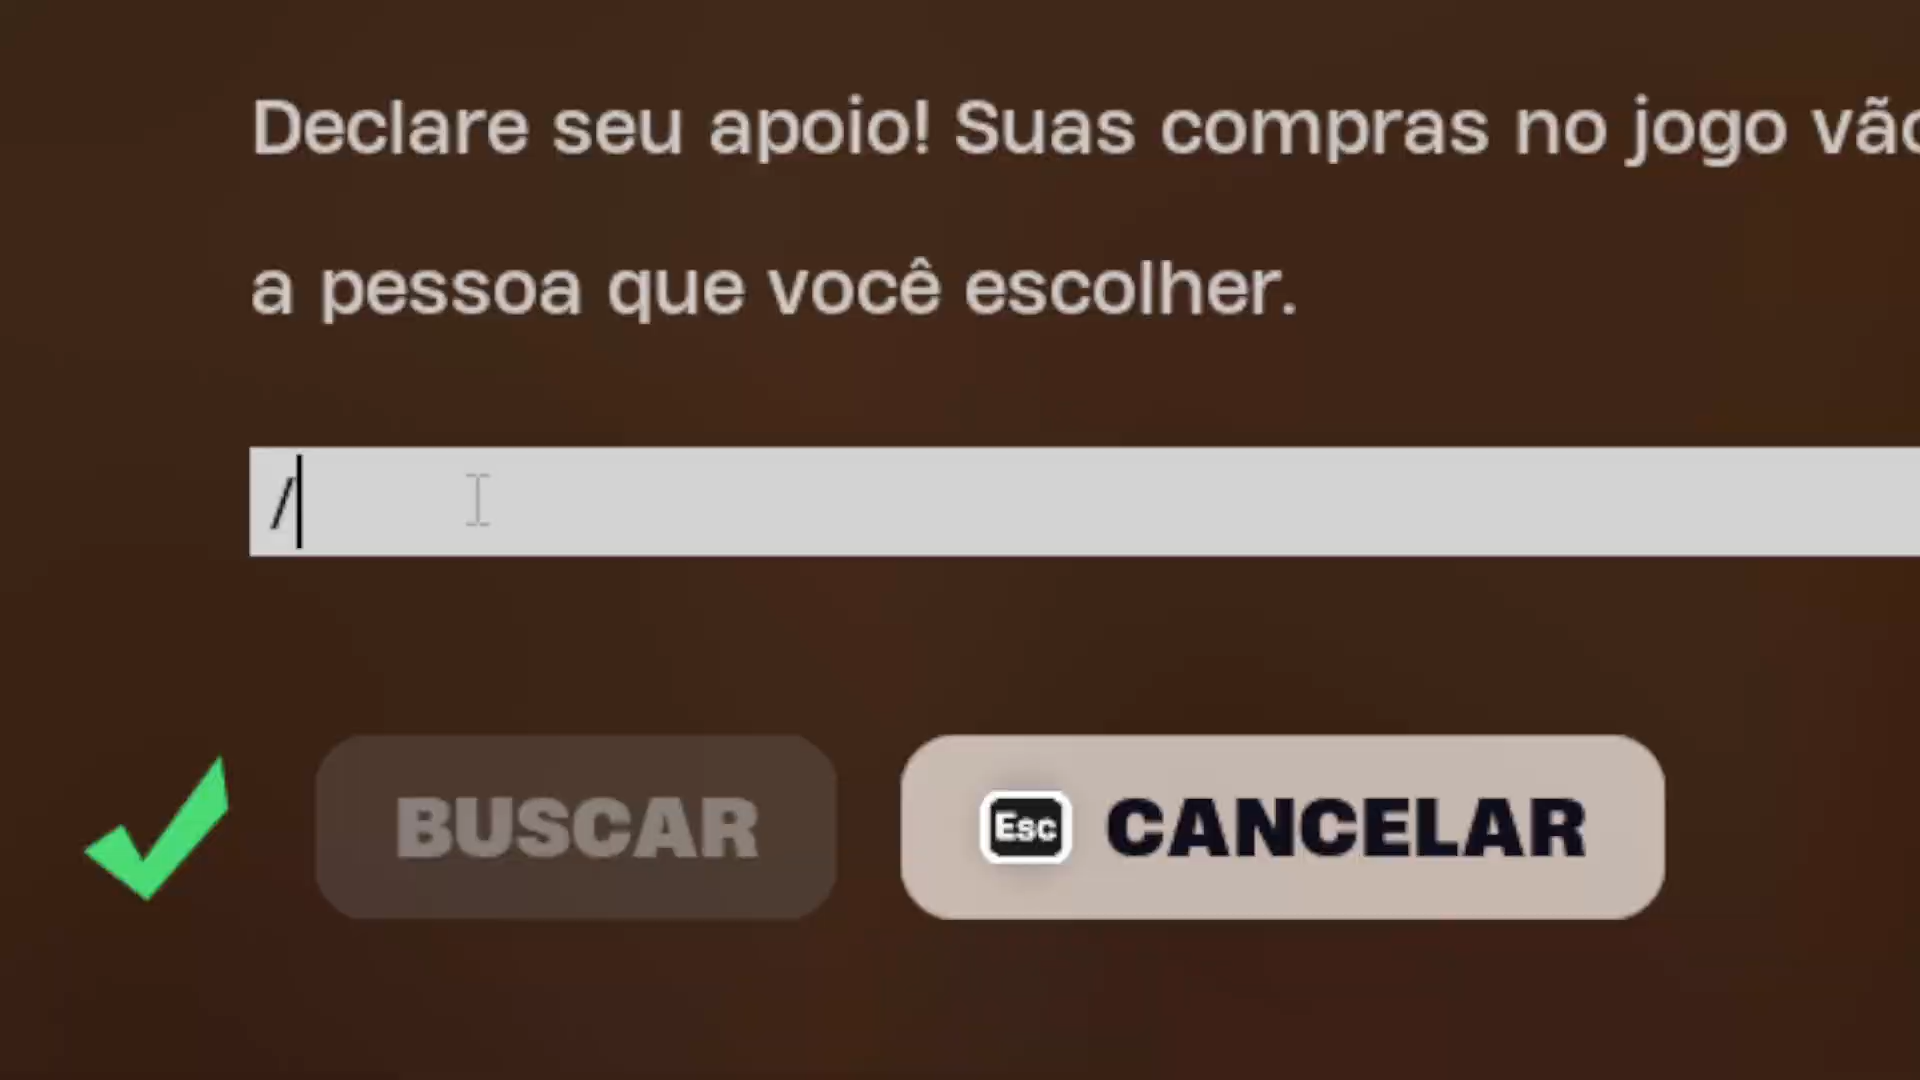 Declare seu apoio! Suas compras no jogo vão
a pessoa que você escolher.
/
BUSCAR
Esc CANCELAR